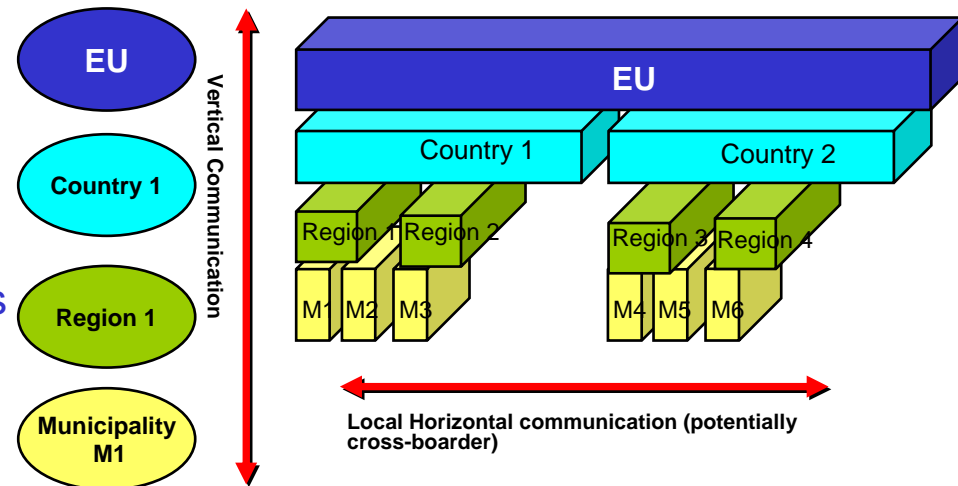 EU
Country 1
Region 1
Municipality
M1
s
Vertical Communication
EU
Country 1
Country 2
Region 1
Region 2
Region 3
Region 4
M1
M2
M3
M4
M5
M6
Local Horizontal communication (potentially
cross-boarder)